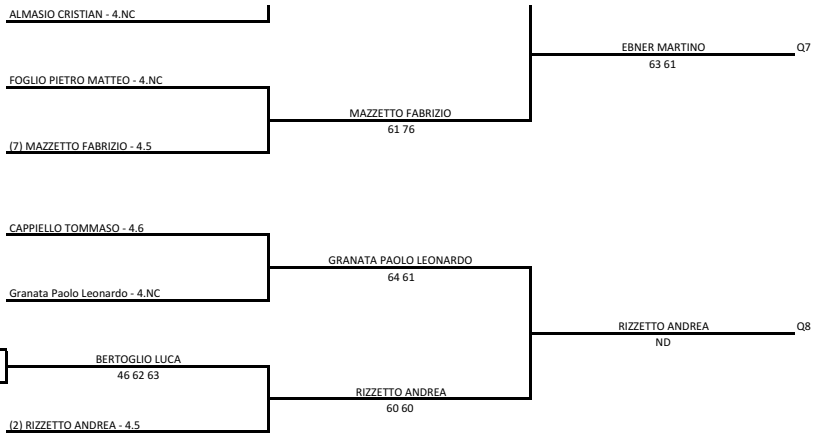 ALMASIO CRISTIAN - 4.NC
EBNER MARTINO
Q7
63 61
FOGLIO PIETRO MATTEO - 4.NC
MAZZETTO FABRIZIO
61 76
(7) MAZZETTO FABRIZIO - 4.5
CAPPIELLO TOMMASO - 4.6
GRANATA PAOLO LEONARDO
64 61
Granata Paolo Leonardo - 4.NC
RIZZETTO ANDREA
Q8
ND
BERTOGLIO LUCA
46 62 63
RIZZETTO ANDREA
60 60
(2) RIZZETTO ANDREA - 4.5